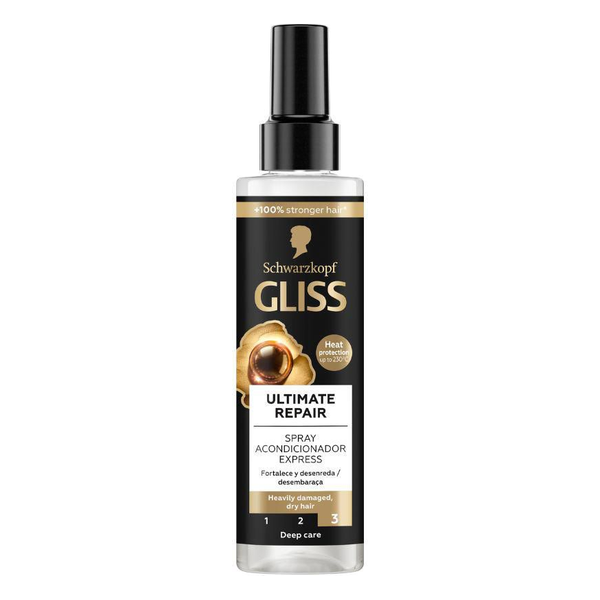 +100% stronger hair*
Schwarzkopf
GLISS
Heat
protection
up to 230°C
ULTIMATE
REPAIR
SPRAY
ACONDICIONADOR
EXPRESS
Fortalece y desenreda /
desembaraça
Heavily damaged,
dry hair
1 2 3
Deep care